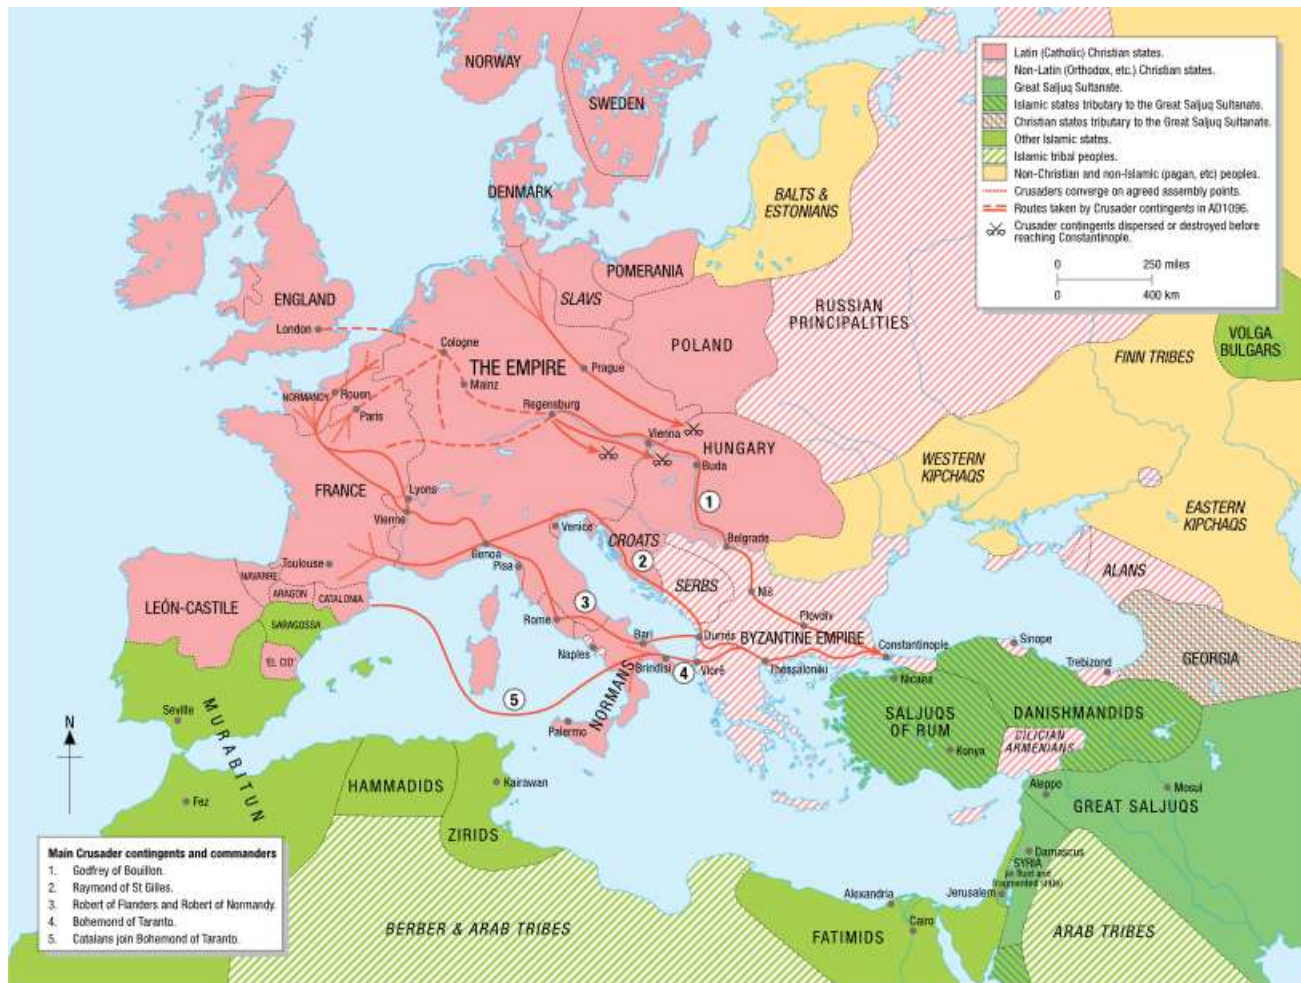 NORWAY
SWEDEN
DENMARK
BALTS &
ESTONIANS
POMERANIA
SLAVS
ENGLAND
London
RUSSIAN
PRINCIPALITIES
POLAND
Cologne
THE EMPIRE
Mainz
Prague
NORMANDY
Rouen
Paris
Regensburg
Vienna
HUNGARY
Buda
FINN TRIBES
VOLGA
BULGARS
WESTERN
KIPCHAQS
EASTERN
KIPCHAQS
FRANCE
Lyons
Vienne
1
Venice
CROATS
2
Belgrade
Genoa
Pisa
Toulouse
NAVARRE
ARAGON
CATALONIA
LEÓN-CASTILE
SARAGOSSA
'EL CID'
SERBS
Niš
Plovdiv
ALANS
3
Rome
Bari
Durrës
BYZANTINE EMPIRE
Constantinople
Sinope
Trebizond
GEORGIA
Naples
Brindisi
4
Vlorë
Thessaloniki
Nicaea
NORMANS
5
Palermo
Seville
MURABITUN
SALJUQS
OF RUM
DANISHMANDIDS
Konya
CILICIAN
ARMENIANS
Aleppo
Mosul
GREAT SALJUQS
N
Fez
HAMMADIDS
Kairawan
ZIRIDS
Damascus
SYRIA
(in fluid and
fragmented state)
Jerusalem
Alexandria
Cairo
FATIMIDS
BERBER & ARAB TRIBES
ARAB TRIBES
Latin (Catholic) Christian states.
Non-Latin (Orthodox, etc.) Christian states.
Great Saljuq Sultanate.
Islamic states tributary to the Great Saljuq Sultanate.
Christian states tributary to the Great Saljuq Sultanate.
Other Islamic states.
Islamic tribal peoples.
Non-Christian and non-Islamic (pagan, etc) peoples.
Crusaders converge on agreed assembly points.
Routes taken by Crusader contingents in AD1096.
Crusader contingents dispersed or destroyed before
reaching Constantinople.
0 250 miles
0 400 km
Main Crusader contingents and commanders
1. Godfrey of Bouillon.
2. Raymond of St Gilles.
3. Robert of Flanders and Robert of Normandy.
4. Bohemond of Taranto.
5. Catalans join Bohemond of Taranto.